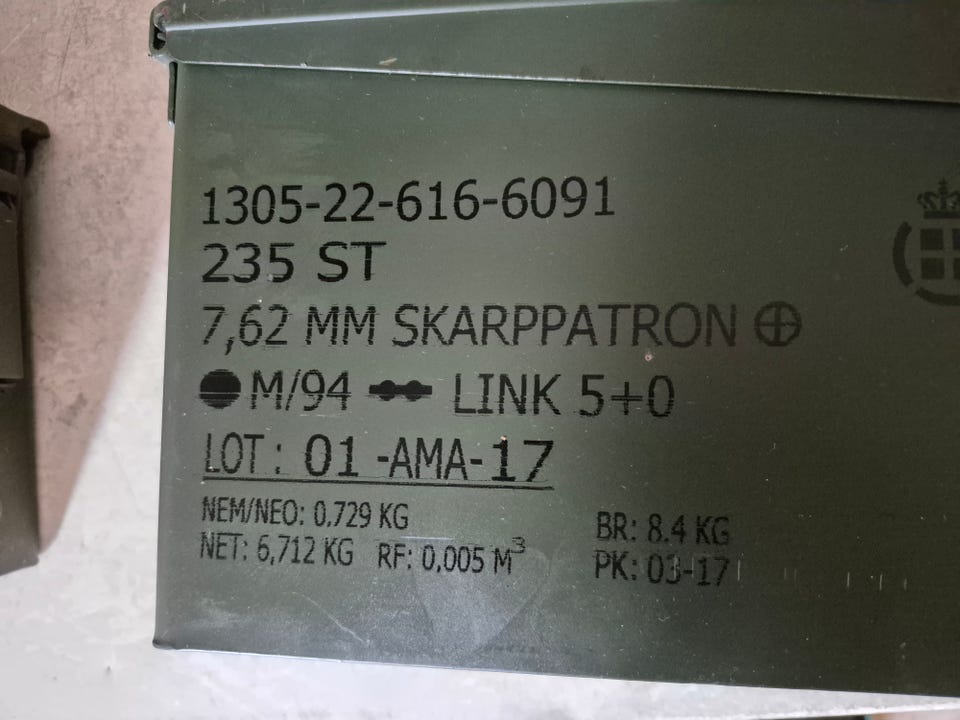 1305-22-616-6091
235 ST
7,62 MM SKARPPATRON ⊕
● M/94 LINK 5+0
LOT: 01 -AMA- 17
NEM/NEO: 0,729 KG
NET: 6,712 KG RF: 0,005 M³
BR: 8.4 KG
PK: 03-17